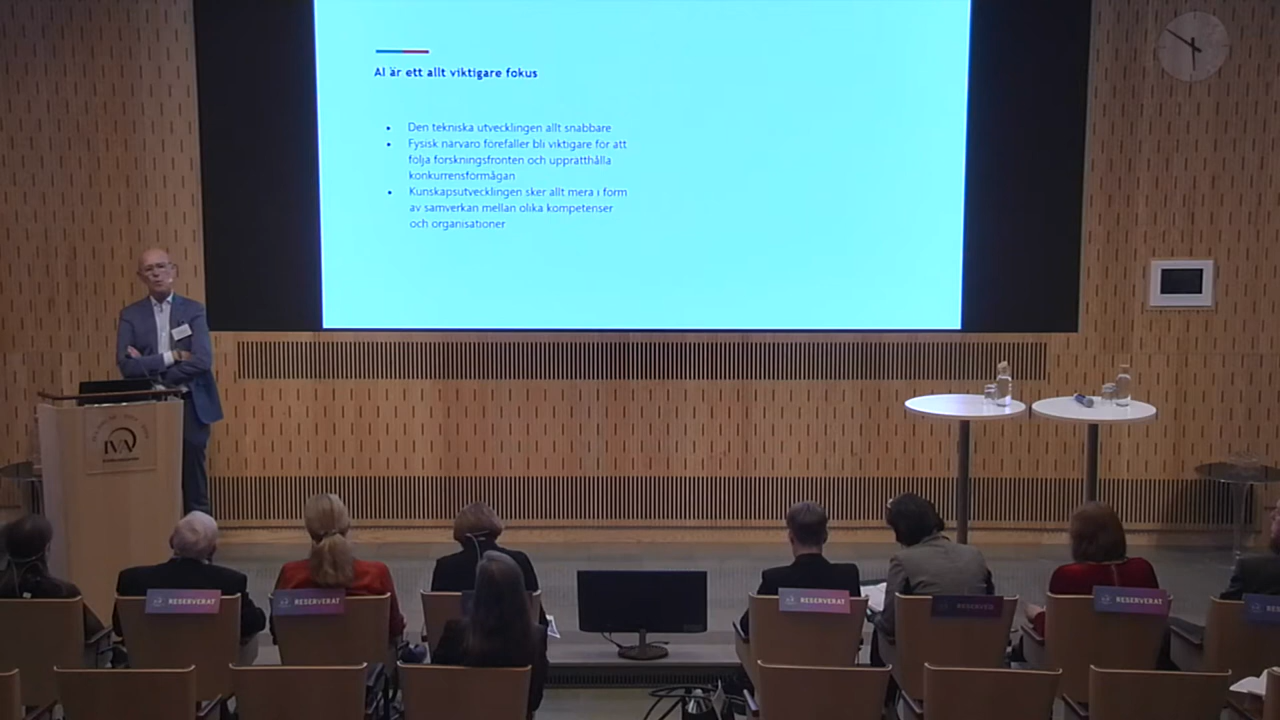 AI är ett allt viktigare fokus
• Den tekniska utvecklingen allt snabbare
• Fysisk närvaro förefaller bli viktigare för att
följa forskningsfronten och upprätthålla
konkurrensförmågan
• Kunskapsutvecklingen sker allt mera i form
av samverkan mellan olika kompetenser
och organisationer
IVA
RESERVERAT
RESERVERAT
RESERVERAT
RESERVED
RESERVERAT